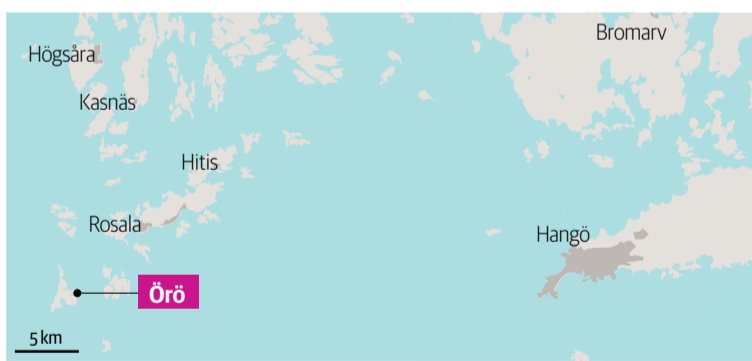 Bromarv
Högsåra
Kasnäs
Hitis
Rosala
Hangö
Örö
5 km